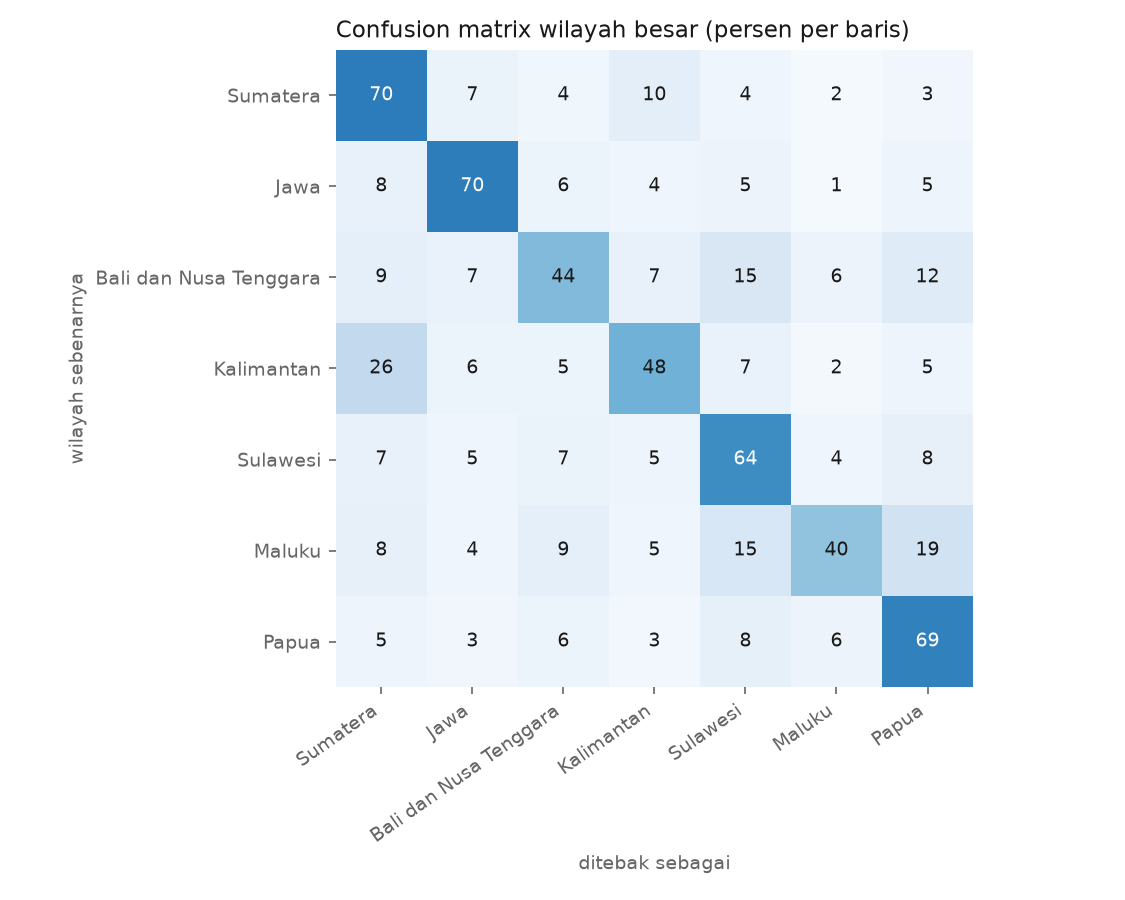 Confusion matrix wilayah besar (persen per baris)
Sumatera 70 7 4 10 4 2 3
Jawa 8 70 6 4 5 1 5
Bali dan Nusa Tenggara 9 7 44 7 15 6 12
Kalimantan 26 6 5 48 7 2 5
Sulawesi 7 5 7 5 64 4 8
Maluku 8 4 9 5 15 40 19
Papua 5 3 6 3 8 6 69
wilayah sebenarnya
Sumatera
Jawa
Bali dan Nusa Tenggara
Kalimantan
Sulawesi
Maluku
Papua
ditebak sebagai